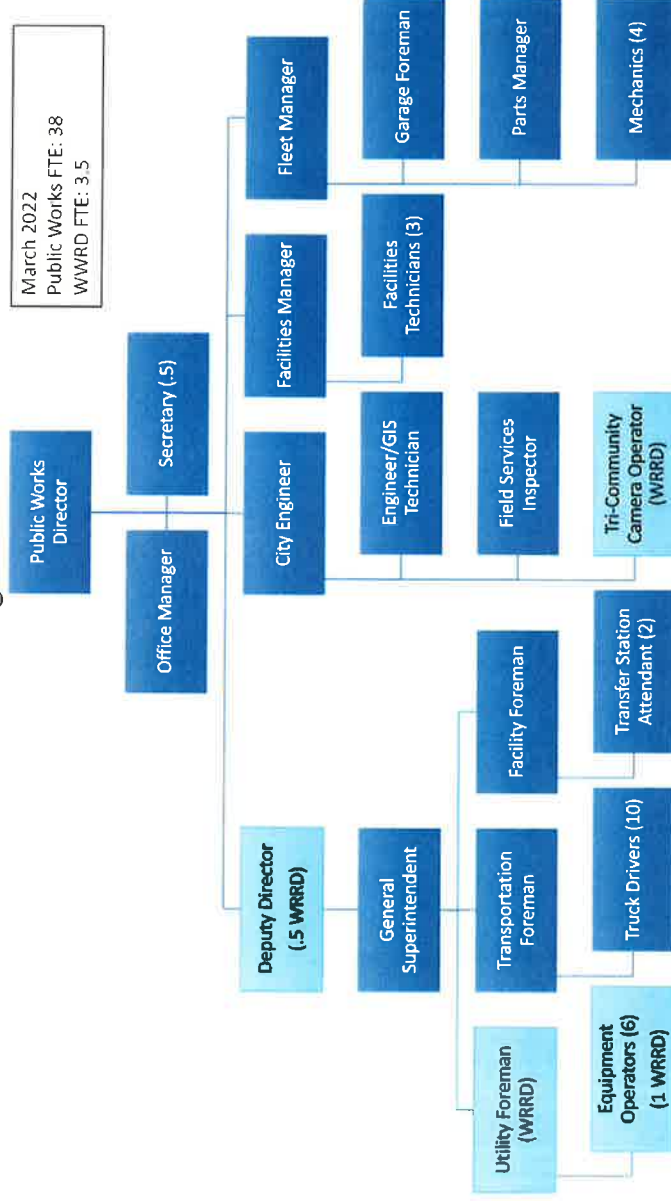 March 2022
Public Works FTE: 38
WWRD FTE: 3.5
Public Works
Director
Office Manager
Secretary (.5)
Deputy Director
(.5 WRRD)
City Engineer
Facilities Manager
Fleet Manager
General
Superintendent
Engineer/GIS
Technician
Facilities
Technicians (3)
Garage Foreman
Utility Foreman
(WRRD)
Transportation
Foreman
Facility Foreman
Field Services
Inspector
Parts Manager
Equipment
Operators (6)
(1 WRRD)
Truck Drivers (10)
Transfer Station
Attendant (2)
Tri-Community
Camera Operator
(WRRD)
Mechanics (4)